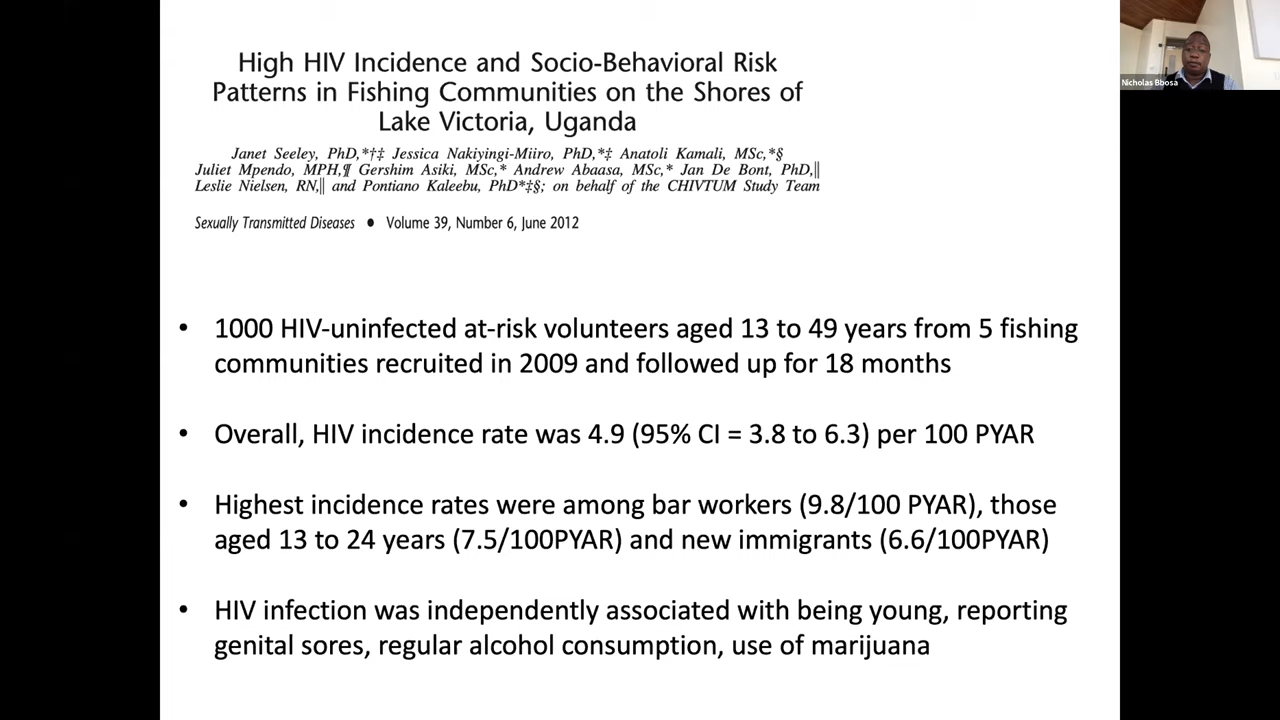 High HIV Incidence and Socio-Behavioral Risk
Patterns in Fishing Communities on the Shores of
Lake Victoria, Uganda
Janet Seeley, PhD,*†‡ Jessica Nakiyingi-Miiro, PhD,*‡ Anatoli Kamali, MSc,*§
Juliet Mpendo, MPH,¶ Gershim Asiki, MSc,* Andrew Abaasa, MSc,* Jan De Bont, PhD,‖
Leslie Nielsen, RN,‖ and Pontiano Kaleebu, PhD*‡§; on behalf of the CHIVTUM Study Team
Sexually Transmitted Diseases • Volume 39, Number 6, June 2012
• 1000 HIV-uninfected at-risk volunteers aged 13 to 49 years from 5 fishing
communities recruited in 2009 and followed up for 18 months
• Overall, HIV incidence rate was 4.9 (95% CI = 3.8 to 6.3) per 100 PYAR
• Highest incidence rates were among bar workers (9.8/100 PYAR), those
aged 13 to 24 years (7.5/100PYAR) and new immigrants (6.6/100PYAR)
• HIV infection was independently associated with being young, reporting
genital sores, regular alcohol consumption, use of marijuana
Nicholas Bbosa